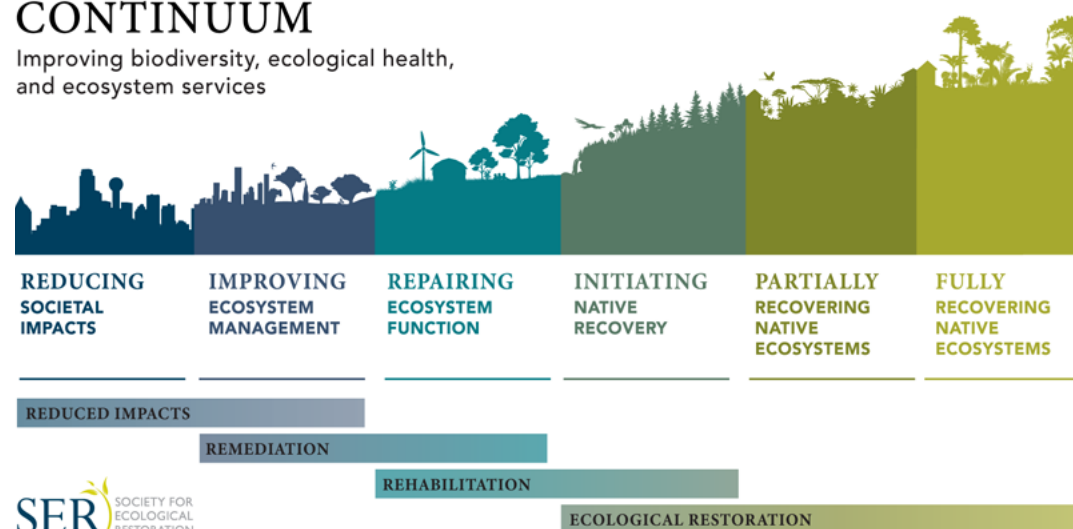 CONTINUUM
Improving biodiversity, ecological health,
and ecosystem services
REDUCING
SOCIETAL
IMPACTS
IMPROVING
ECOSYSTEM
MANAGEMENT
REPAIRING
ECOSYSTEM
FUNCTION
INITIATING
NATIVE
RECOVERY
PARTIALLY
RECOVERING
NATIVE
ECOSYSTEMS
FULLY
RECOVERING
NATIVE
ECOSYSTEMS
REDUCED IMPACTS
REMEDIATION
REHABILITATION
ECOLOGICAL RESTORATION
SER
SOCIETY FOR
ECOLOGICAL
RESTORATION